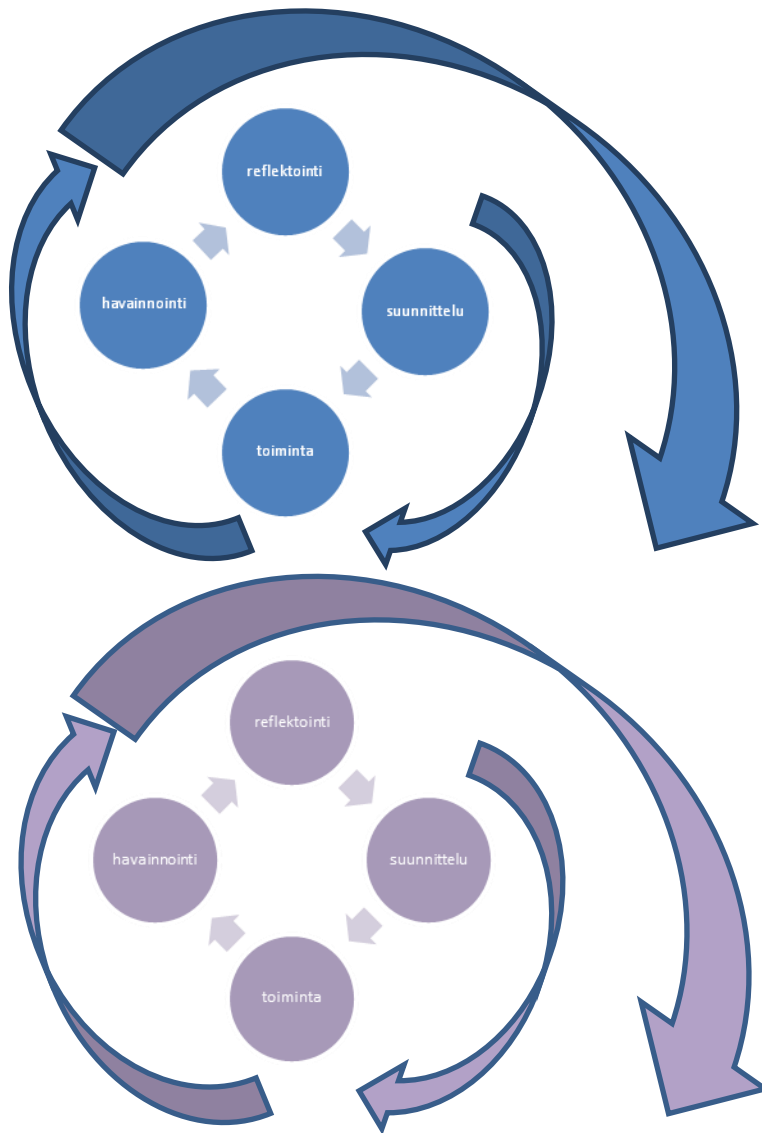 reflektointi
havainnointi
suunnittelu
toiminta
reflektointi
havainnointi
suunnittelu
toiminta